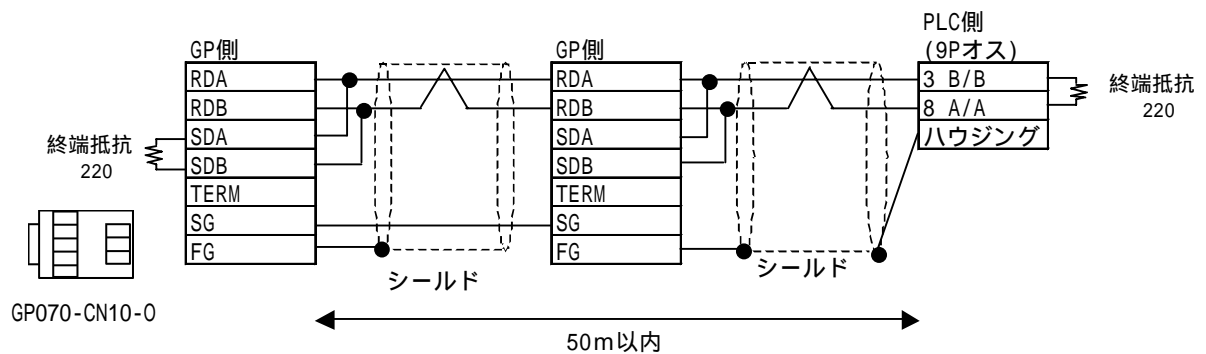 PLC側
GP側
GP側
(9Pオス)
RDA
RDA
3 B/B
終端抵抗
220
RDB
RDB
8 A/A
SDA
SDA
ハウジング
終端抵抗
220
SDB
SDB
TERM
TERM
SG
SG
FG
FG
シールド
シールド
GP070-CN10-O
50m以内